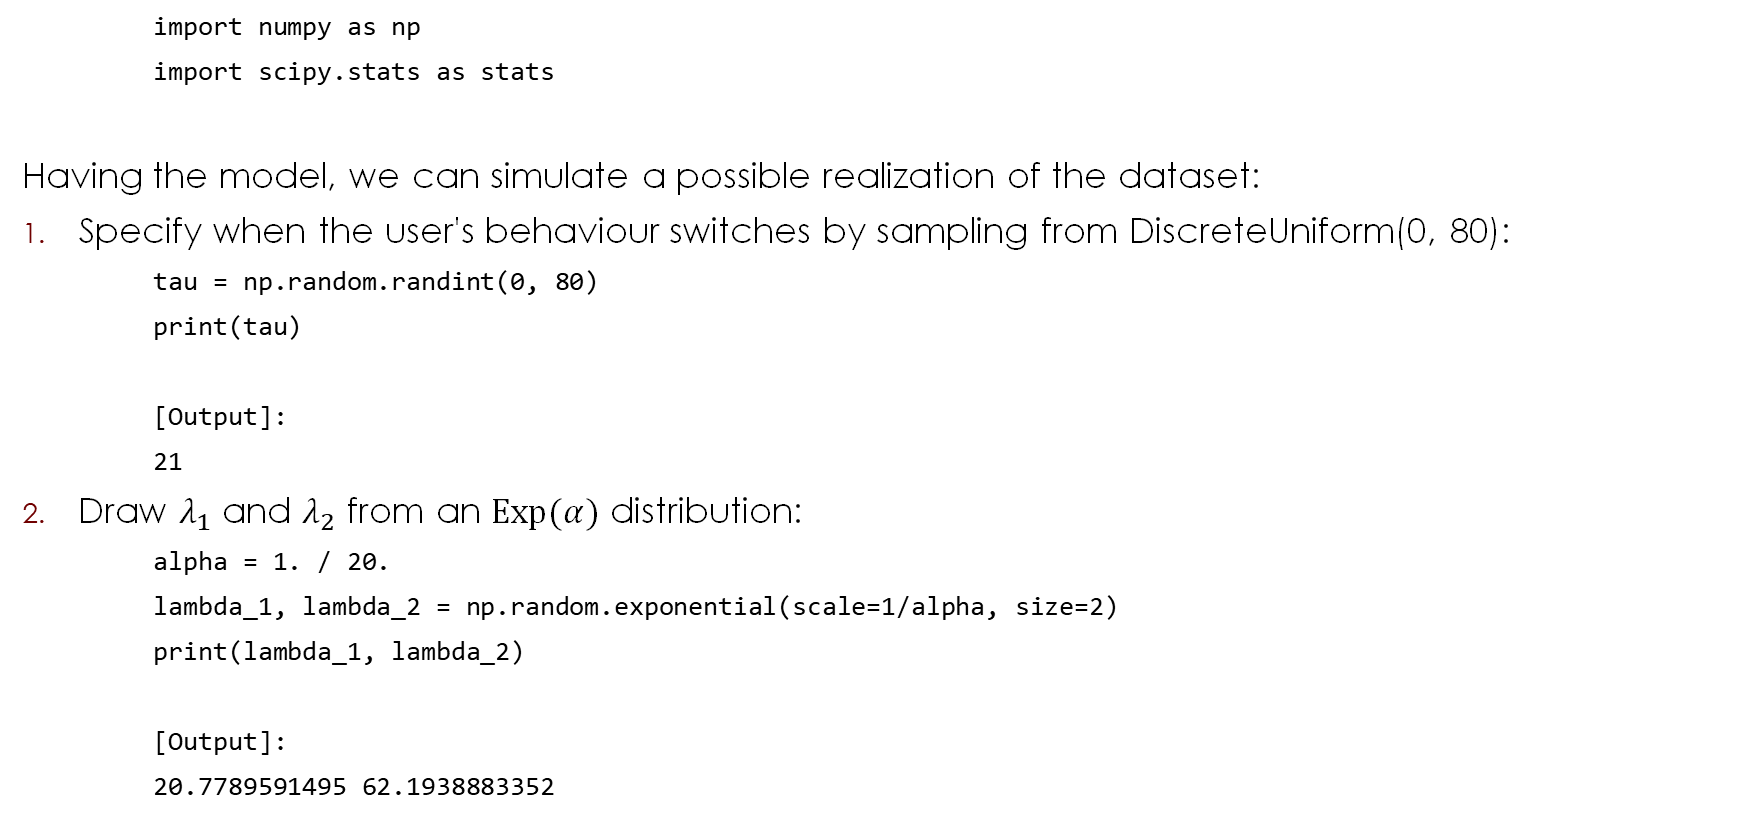 import numpy as np
import scipy.stats as stats
Having the model, we can simulate a possible realization of the dataset:
1. Specify when the user's behaviour switches by sampling from DiscreteUniform(0, 80):
tau = np.random.randint(0, 80)
print(tau)
[Output]:
21
2. Draw λ₁ and λ₂ from an Exp(α) distribution:
alpha = 1. / 20.
lambda_1, lambda_2 = np.random.exponential(scale=1/alpha, size=2)
print(lambda_1, lambda_2)
[Output]:
20.7789591495 62.1938883352